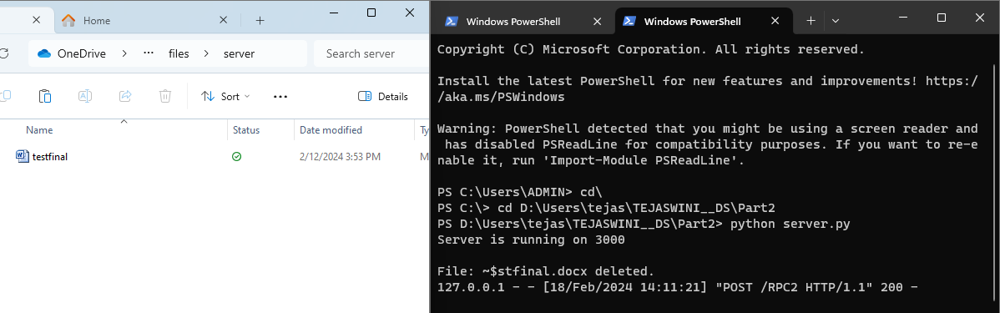 Home
OneDrive > ... files > server
Search server
Sort
Details
Name Status Date modified Ty
testfinal 2/12/2024 3:53 PM M
Windows PowerShell
Windows PowerShell
Copyright (C) Microsoft Corporation. All rights reserved.
Install the latest PowerShell for new features and improvements! https:/
/aka.ms/PSWindows
Warning: PowerShell detected that you might be using a screen reader and
has disabled PSReadLine for compatibility purposes. If you want to re-e
nable it, run 'Import-Module PSReadLine'.
PS C:\Users\ADMIN> cd\
PS C:\> cd D:\Users\tejas\TEJASWINI__DS\Part2
PS D:\Users\tejas\TEJASWINI__DS\Part2> python server.py
Server is running on 3000
File: ~$stfinal.docx deleted.
127.0.0.1 - - [18/Feb/2024 14:11:21] "POST /RPC2 HTTP/1.1" 200 -